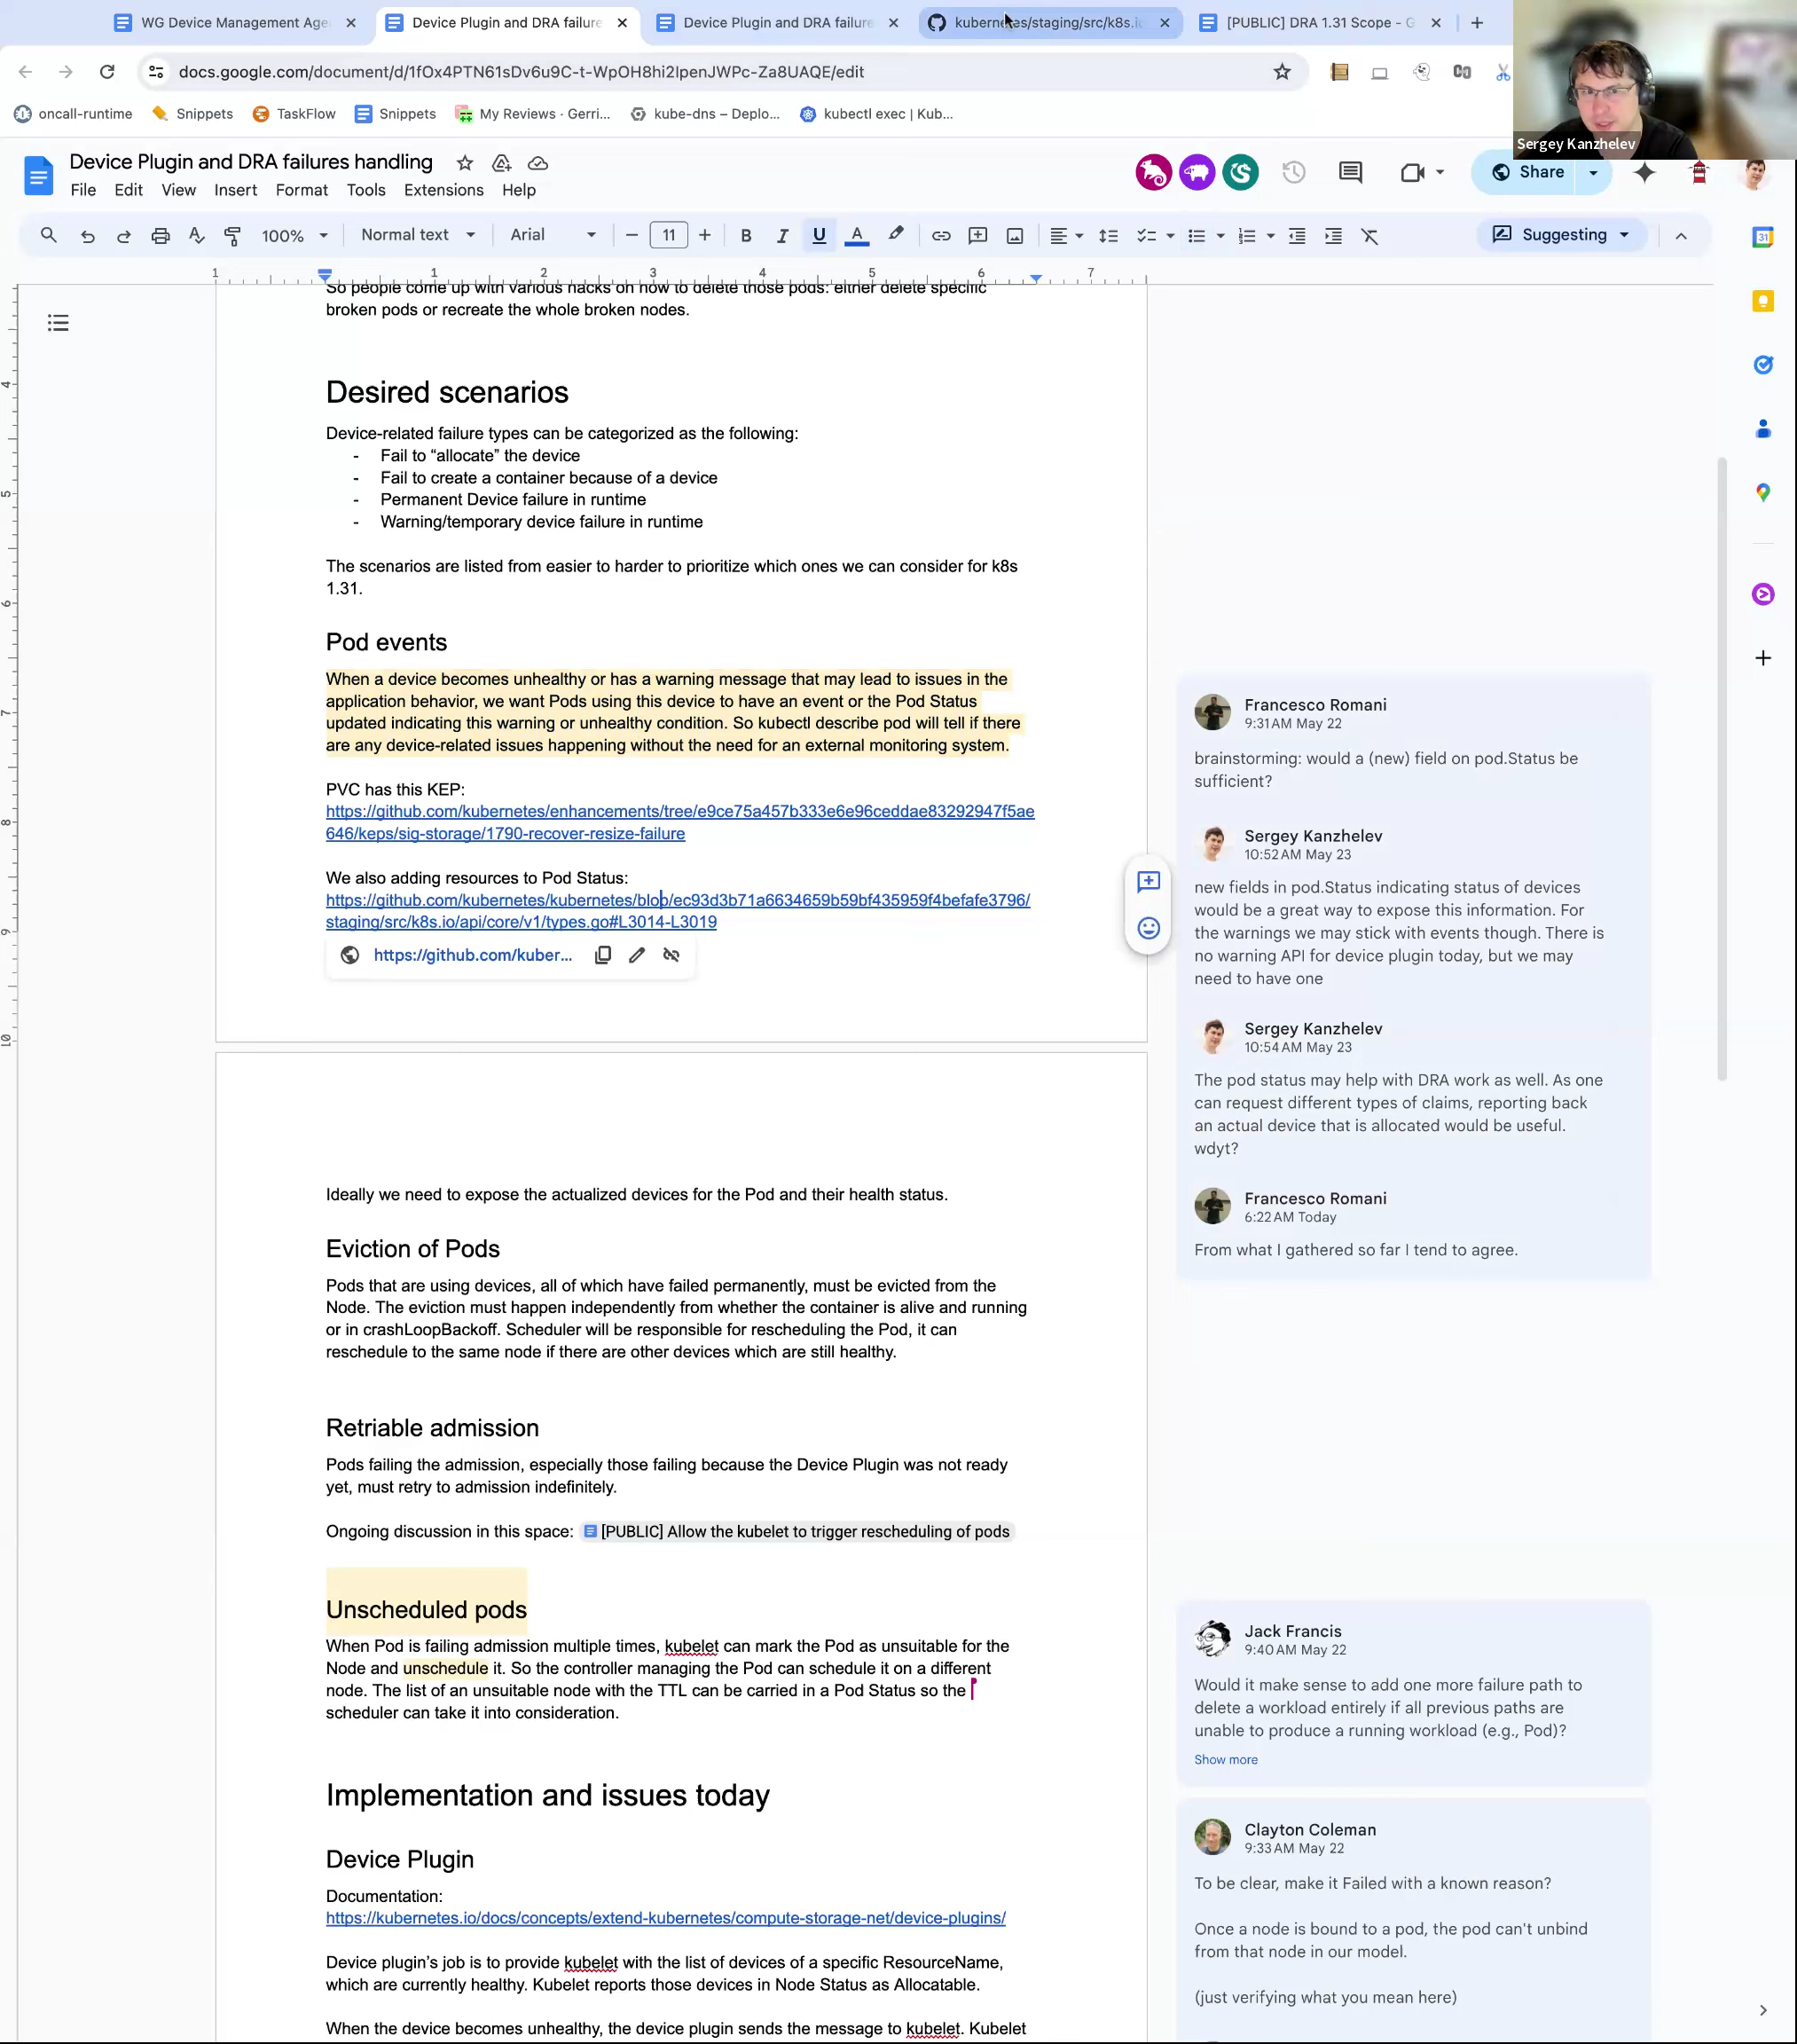 WG Device Management Age
Device Plugin and DRA failure
Device Plugin and DRA failure
kubernetes/staging/src/k8s.i
[PUBLIC] DRA 1.31 Scope - G
docs.google.com/document/d/1fOx4PTN61sDv6u9C-t-WpOH8hi2IpenJWPc-Za8UAQE/edit
oncall-runtime
Snippets
TaskFlow
Snippets
My Reviews · Gerri...
kube-dns – Deplo...
kubectl exec | Kub...
Sergey Kanzhelev
Device Plugin and DRA failures handling
Share
File Edit View Insert Format Tools Extensions Help
100% Normal text Arial 11 B I U A Suggesting
1 1 2 3 4 5 6 7
So people come up with various hacks on how to delete those pods: either delete specific
broken pods or recreate the whole broken nodes.
Desired scenarios
Device-related failure types can be categorized as the following:
- Fail to “allocate” the device
- Fail to create a container because of a device
- Permanent Device failure in runtime
- Warning/temporary device failure in runtime
The scenarios are listed from easier to harder to prioritize which ones we can consider for k8s
1.31.
Pod events
When a device becomes unhealthy or has a warning message that may lead to issues in the
application behavior, we want Pods using this device to have an event or the Pod Status
updated indicating this warning or unhealthy condition. So kubectl describe pod will tell if there
are any device-related issues happening without the need for an external monitoring system.
PVC has this KEP:
https://github.com/kubernetes/enhancements/tree/e9ce75a457b333e6e96ceddae83292947f5ae
646/keps/sig-storage/1790-recover-resize-failure
We also adding resources to Pod Status:
https://github.com/kubernetes/kubernetes/blob/ec93d3b71a6634659b59bf435959f4befafe3796/
staging/src/k8s.io/api/core/v1/types.go#L3014-L3019
https://github.com/kuber...
Ideally we need to expose the actualized devices for the Pod and their health status.
Eviction of Pods
Pods that are using devices, all of which have failed permanently, must be evicted from the
Node. The eviction must happen independently from whether the container is alive and running
or in crashLoopBackoff. Scheduler will be responsible for rescheduling the Pod, it can
reschedule to the same node if there are other devices which are still healthy.
Retriable admission
Pods failing the admission, especially those failing because the Device Plugin was not ready
yet, must retry to admission indefinitely.
Ongoing discussion in this space: [PUBLIC] Allow the kubelet to trigger rescheduling of pods
Unscheduled pods
When Pod is failing admission multiple times, kubelet can mark the Pod as unsuitable for the
Node and unschedule it. So the controller managing the Pod can schedule it on a different
node. The list of an unsuitable node with the TTL can be carried in a Pod Status so the
scheduler can take it into consideration.
Implementation and issues today
Device Plugin
Documentation:
https://kubernetes.io/docs/concepts/extend-kubernetes/compute-storage-net/device-plugins/
Device plugin’s job is to provide kubelet with the list of devices of a specific ResourceName,
which are currently healthy. Kubelet reports those devices in Node Status as Allocatable.
When the device becomes unhealthy, the device plugin sends the message to kubelet. Kubelet
4
5
6
7
8
9
10
Francesco Romani
9:31 AM May 22
brainstorming: would a (new) field on pod.Status be
sufficient?
Sergey Kanzhelev
10:52 AM May 23
new fields in pod.Status indicating status of devices
would be a great way to expose this information. For
the warnings we may stick with events though. There is
no warning API for device plugin today, but we may
need to have one
Sergey Kanzhelev
10:54 AM May 23
The pod status may help with DRA work as well. As one
can request different types of claims, reporting back
an actual device that is allocated would be useful.
wdyt?
Francesco Romani
6:22 AM Today
From what I gathered so far I tend to agree.
Jack Francis
9:40 AM May 22
Would it make sense to add one more failure path to
delete a workload entirely if all previous paths are
unable to produce a running workload (e.g., Pod)?
Show more
Clayton Coleman
9:33 AM May 22
To be clear, make it Failed with a known reason?
Once a node is bound to a pod, the pod can't unbind
from that node in our model.
(just verifying what you mean here)
31